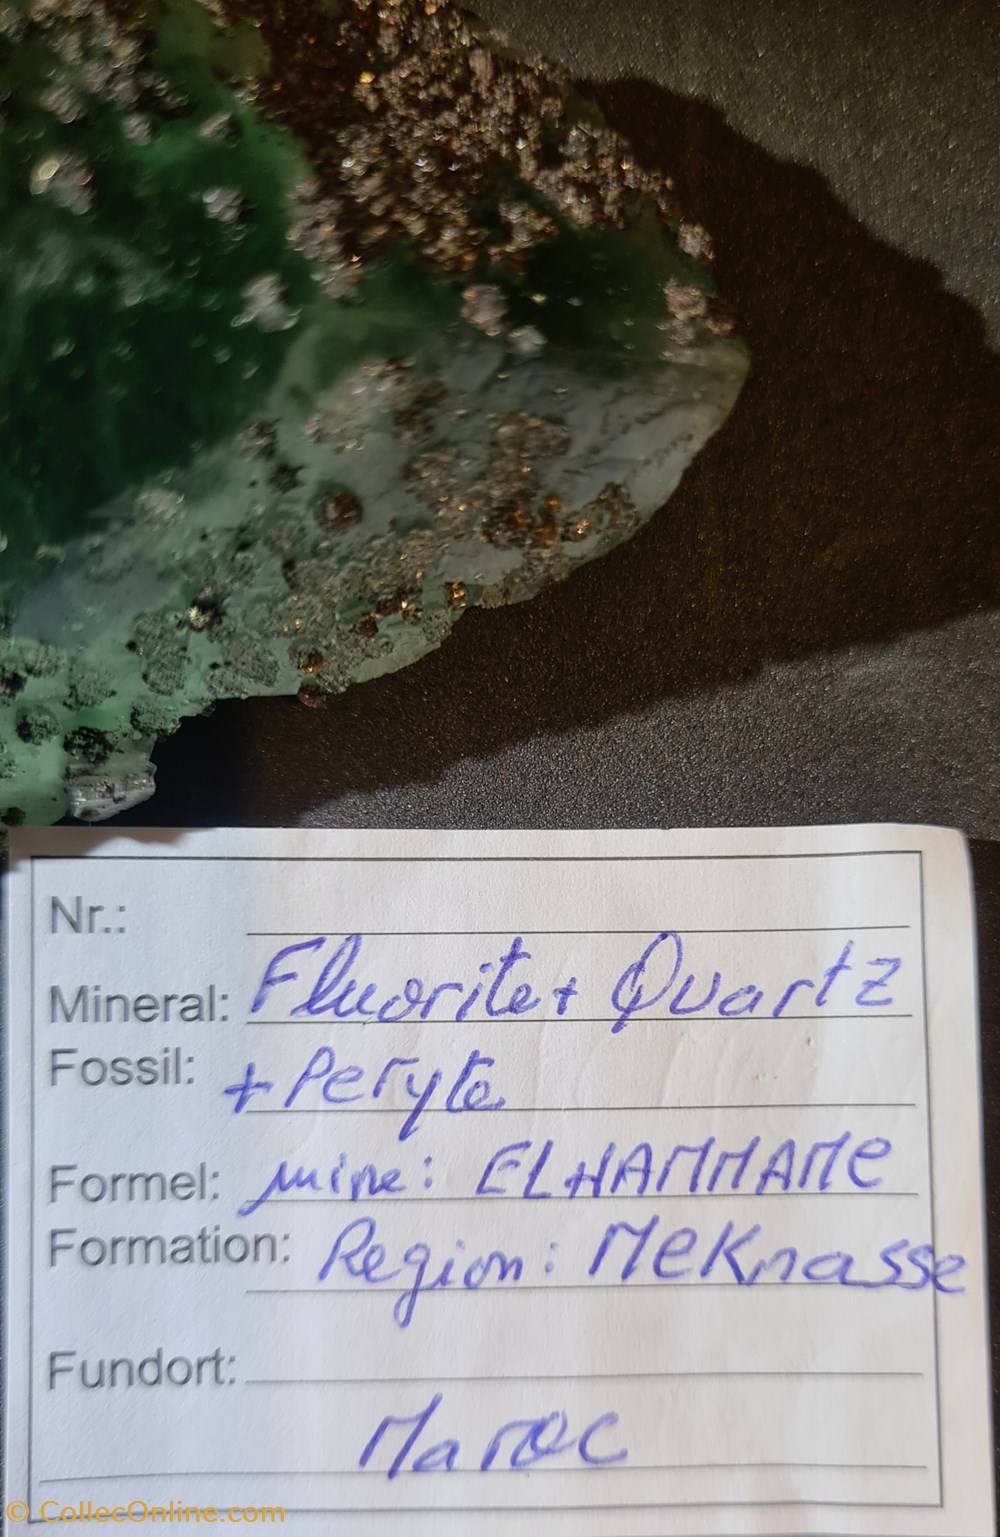 Nr.:
Mineral: Fluorite + Quartz
Fossil: + Peryte
Formel: mine: ELHAMMAMe
Formation: Region: MeKnasse
Fundort:
Maroc
© CollecOnline.com